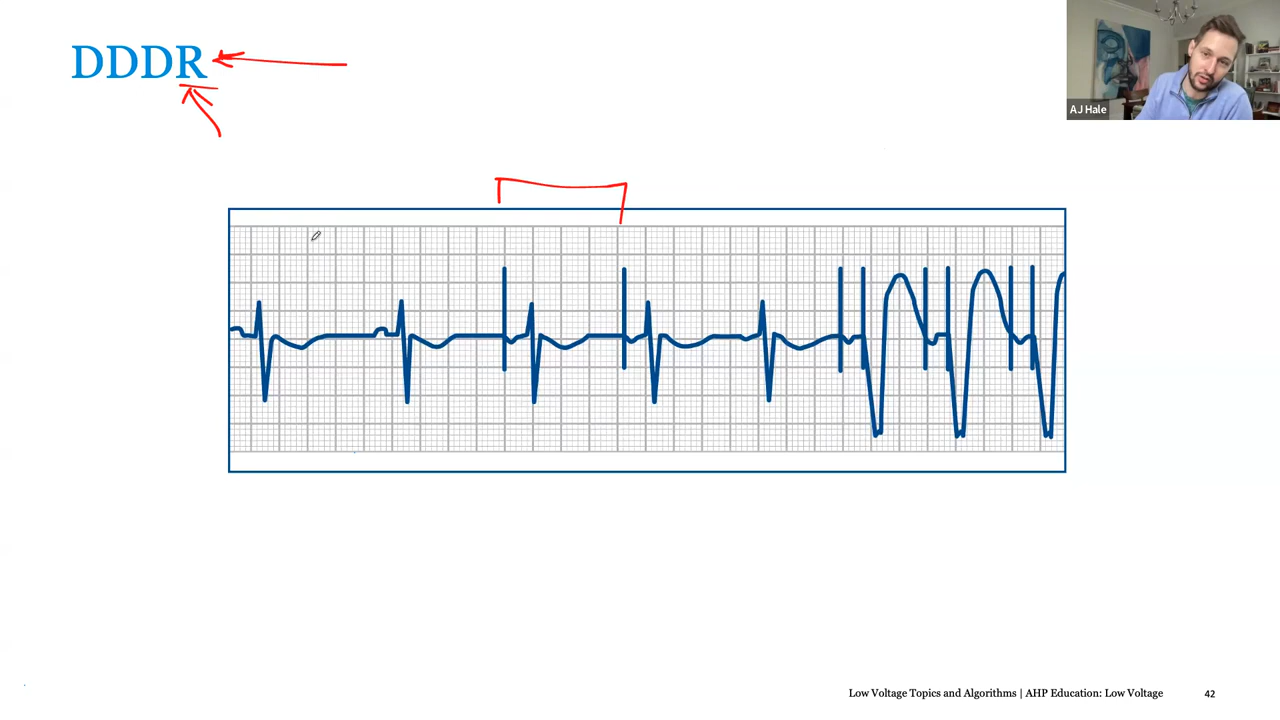 DDDR
AJ Hale
Low Voltage Topics and Algorithms | AHP Education: Low Voltage 42